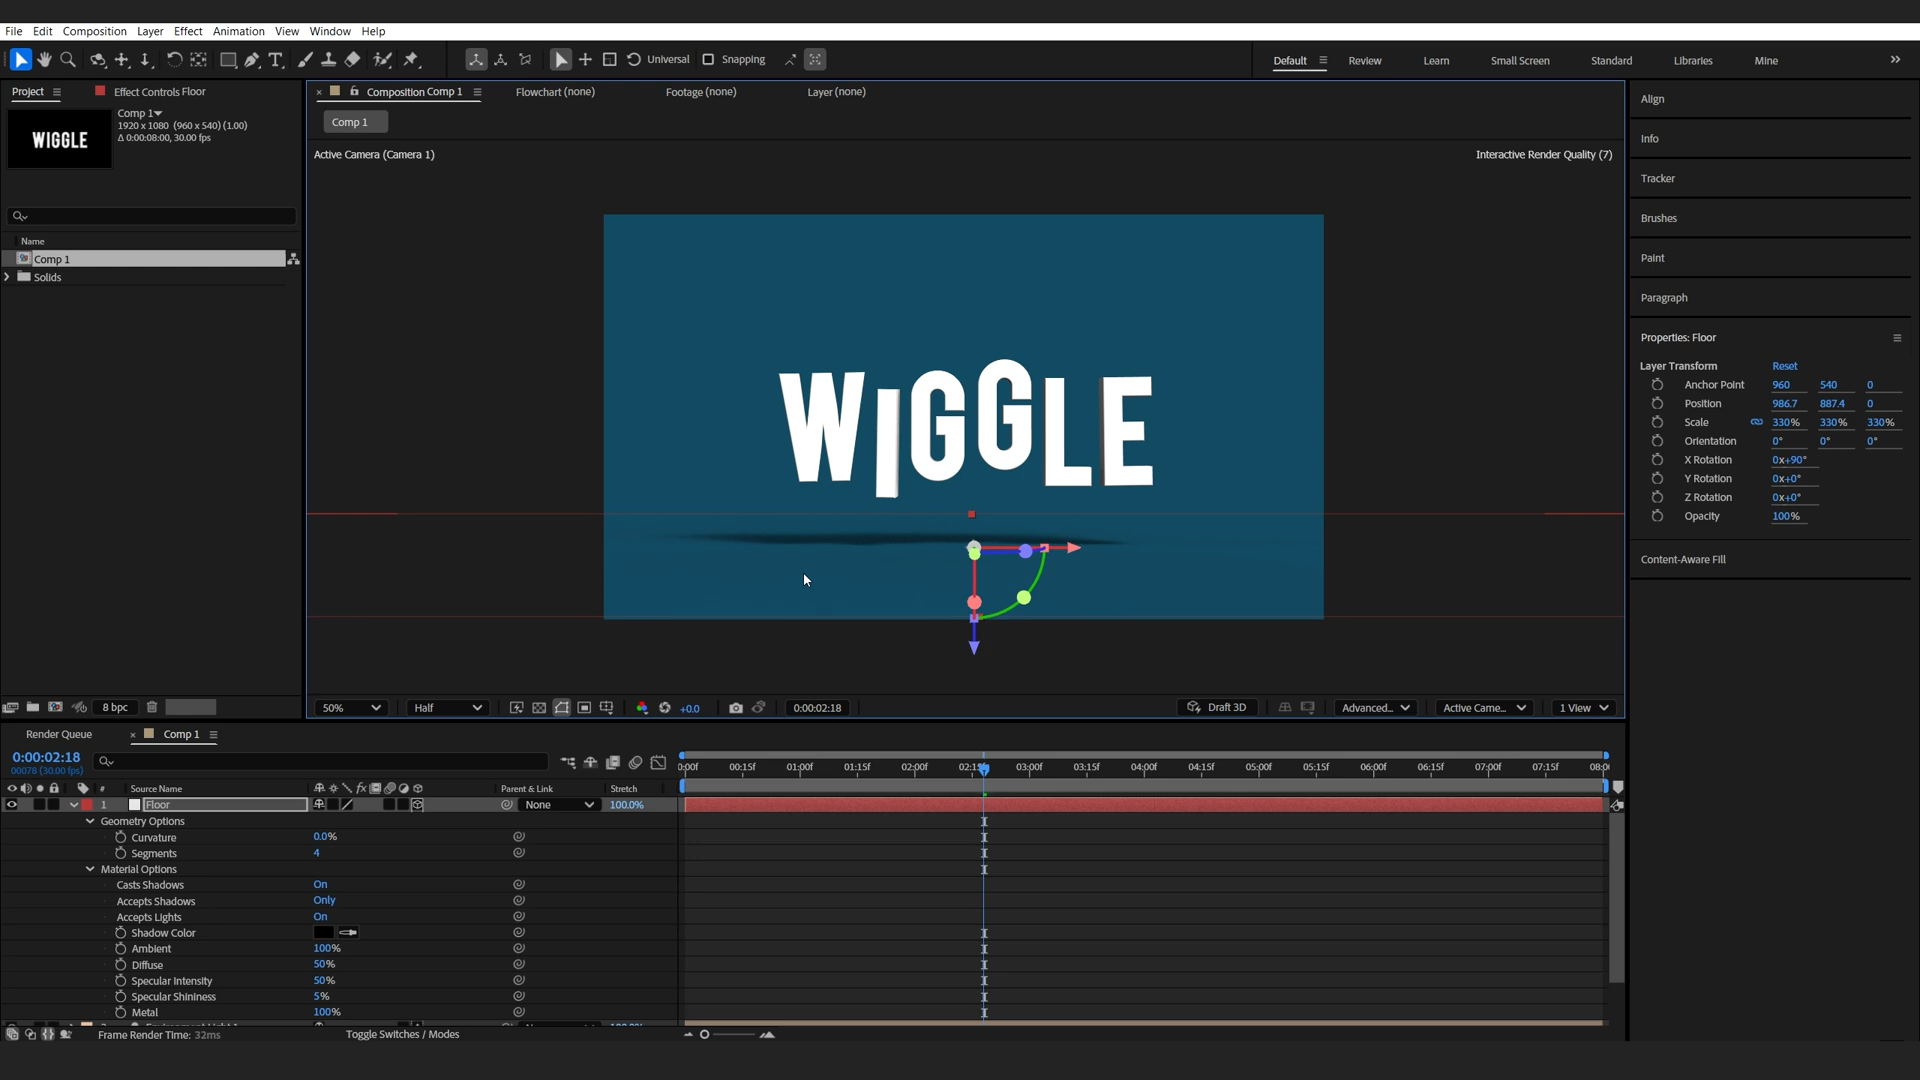 File Edit Composition Layer Effect Animation View Window Help
Universal Snapping Default Review Learn Small Screen Standard Libraries Mine
Project Effect Controls Floor
Composition Comp 1 Flowchart (none) Footage (none) Layer (none)
Comp 1
1920 x 1080 (960 x 540) (1.00)
Δ 0:00:08:00, 30.00 fps
WIGGLE
Name
Comp 1
Solids
8 bpc
Comp 1
Active Camera (Camera 1) Interactive Render Quality (7)
WIGGLE
50% Half +0.0 0:00:02:18 Draft 3D Advanced... Active Came... 1 View
Align
Info
Tracker
Brushes
Paint
Paragraph
Properties: Floor
Layer Transform Reset
Anchor Point 960 540 0
Position 986.7 887.4 0
Scale 330% 330% 330%
Orientation 0° 0° 0°
X Rotation 0x+90°
Y Rotation 0x+0°
Z Rotation 0x+0°
Opacity 100%
Content-Aware Fill
Render Queue Comp 1
0:00:02:18
00078 (30.00 fps)
0:00f 00:15f 01:00f 01:15f 02:00f 02:15f 03:00f 03:15f 04:00f 04:15f 05:00f 05:15f 06:00f 06:15f 07:00f 07:15f 08:0
# Source Name fx Parent & Link Stretch
1 Floor None 100.0%
Geometry Options
Curvature 0.0%
Segments 4
Material Options
Casts Shadows On
Accepts Shadows Only
Accepts Lights On
Shadow Color
Ambient 100%
Diffuse 50%
Specular Intensity 50%
Specular Shininess 5%
Metal 100%
Frame Render Time: 32ms Toggle Switches / Modes